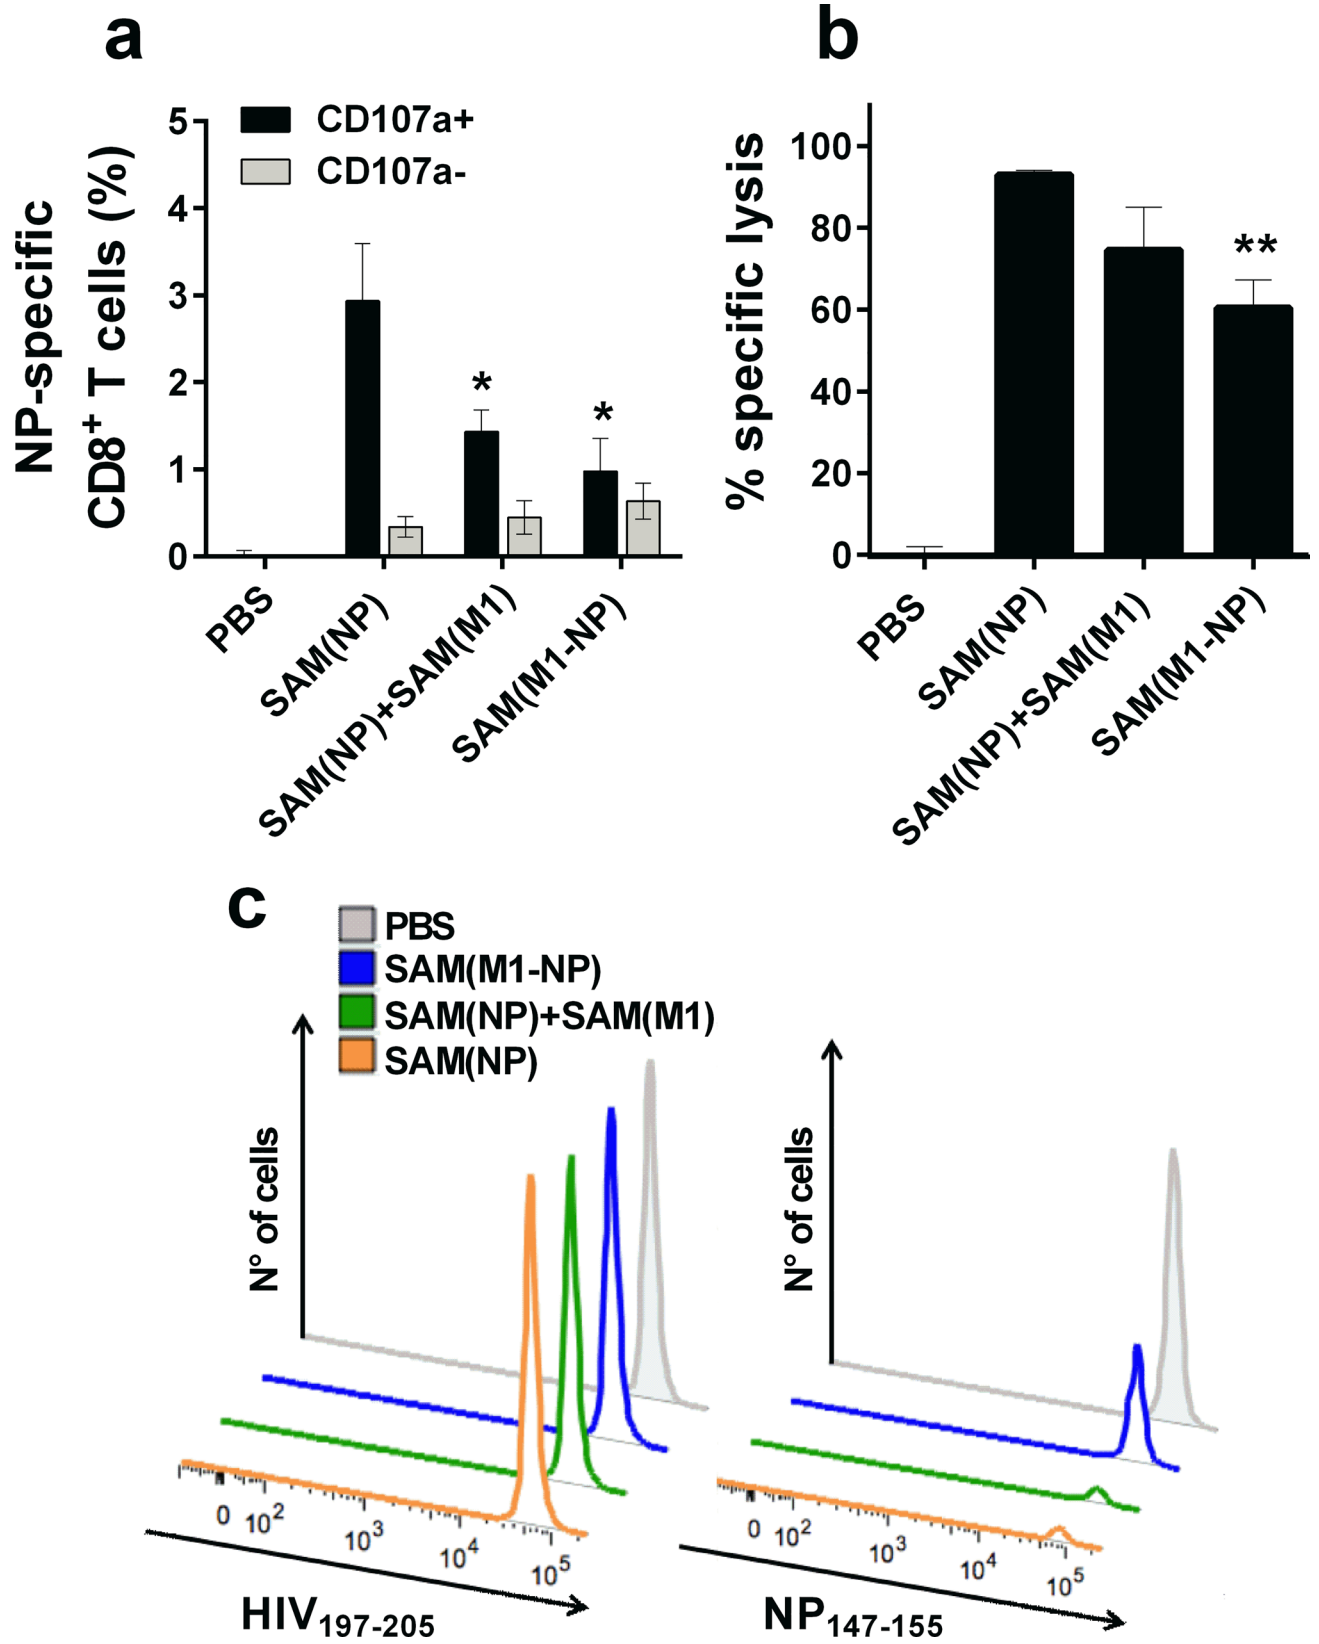 a
NP-specific
CD8+ T cells (%)
5
4
3
2
1
0
CD107a+
CD107a-
*
*
PBS
SAM(NP)
SAM(NP)+SAM(M1)
SAM(M1-NP)
b
% specific lysis
100
80
60
40
20
0
**
PBS
SAM(NP)
SAM(NP)+SAM(M1)
SAM(M1-NP)
c
PBS
SAM(M1-NP)
SAM(NP)+SAM(M1)
SAM(NP)
N° of cells
0 10² 10³ 10⁴ 10⁵
HIV197-205
N° of cells
0 10² 10³ 10⁴ 10⁵
NP147-155